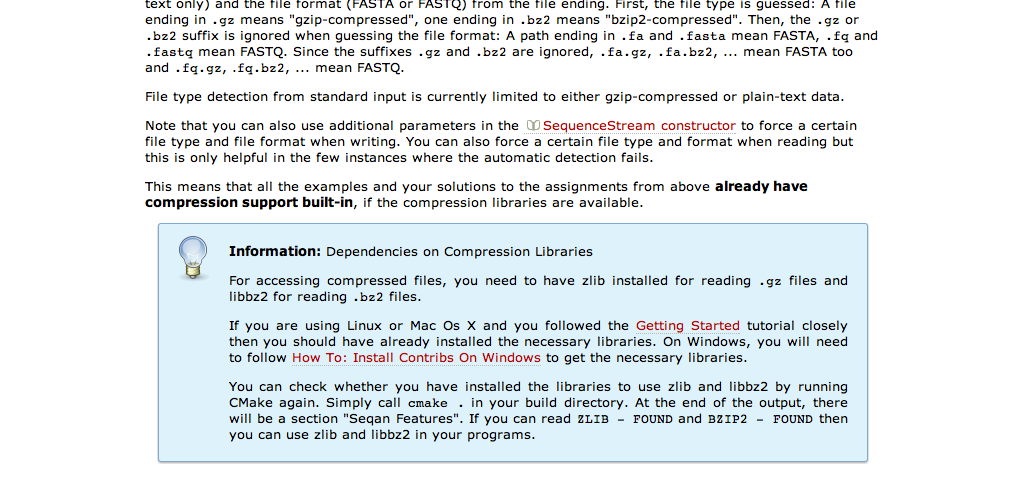 text only) and the file format (FASTA or FASTQ) from the file ending. First, the file type is guessed: A file
ending in .gz means "gzip-compressed", one ending in .bz2 means "bzip2-compressed". Then, the .gz or
.bz2 suffix is ignored when guessing the file format: A path ending in .fa and .fasta mean FASTA, .fq and
.fastq mean FASTQ. Since the suffixes .gz and .bz2 are ignored, .fa.gz, .fa.bz2, ... mean FASTA too
and .fq.gz, .fq.bz2, ... mean FASTQ.
File type detection from standard input is currently limited to either gzip-compressed or plain-text data.
Note that you can also use additional parameters in the SequenceStream constructor to force a certain
file type and file format when writing. You can also force a certain file type and format when reading but
this is only helpful in the few instances where the automatic detection fails.
This means that all the examples and your solutions to the assignments from above already have
compression support built-in, if the compression libraries are available.
Information: Dependencies on Compression Libraries
For accessing compressed files, you need to have zlib installed for reading .gz files and
libbz2 for reading .bz2 files.
If you are using Linux or Mac Os X and you followed the Getting Started tutorial closely
then you should have already installed the necessary libraries. On Windows, you will need
to follow How To: Install Contribs On Windows to get the necessary libraries.
You can check whether you have installed the libraries to use zlib and libbz2 by running
CMake again. Simply call cmake . in your build directory. At the end of the output, there
will be a section "Seqan Features". If you can read ZLIB - FOUND and BZIP2 - FOUND then
you can use zlib and libbz2 in your programs.